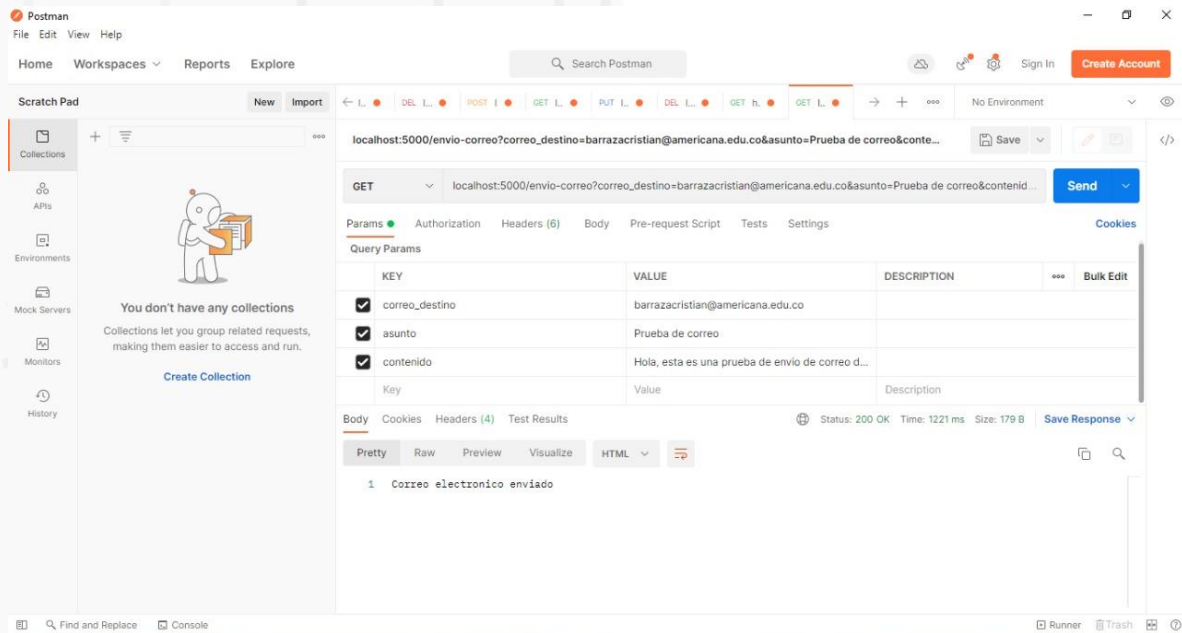 Postman
File Edit View Help
Home Workspaces Reports Explore
Search Postman
Sign In Create Account
Scratch Pad New Import
L.. DEL L... POST l GET L.. PUT L.. DEL L... GET h. GET L..
No Environment
Collections
APIs
Environments
Mock Servers
Monitors
History
You don't have any collections
Collections let you group related requests,
making them easier to access and run.
Create Collection
localhost:5000/envio-correo?correo_destino=barrazacristian@americana.edu.co&asunto=Prueba de correo&conte...
Save
GET localhost:5000/envio-correo?correo_destino=barrazacristian@americana.edu.co&asunto=Prueba de correo&contenid...
Send
Params Authorization Headers (6) Body Pre-request Script Tests Settings Cookies
Query Params
KEY VALUE DESCRIPTION Bulk Edit
correo_destino barrazacristian@americana.edu.co
asunto Prueba de correo
contenido Hola, esta es una prueba de envio de correo d...
Key Value Description
Body Cookies Headers (4) Test Results Status: 200 OK Time: 1221 ms Size: 179 B Save Response
Pretty Raw Preview Visualize HTML
1 Correo electronico enviado
Find and Replace Console Runner Trash